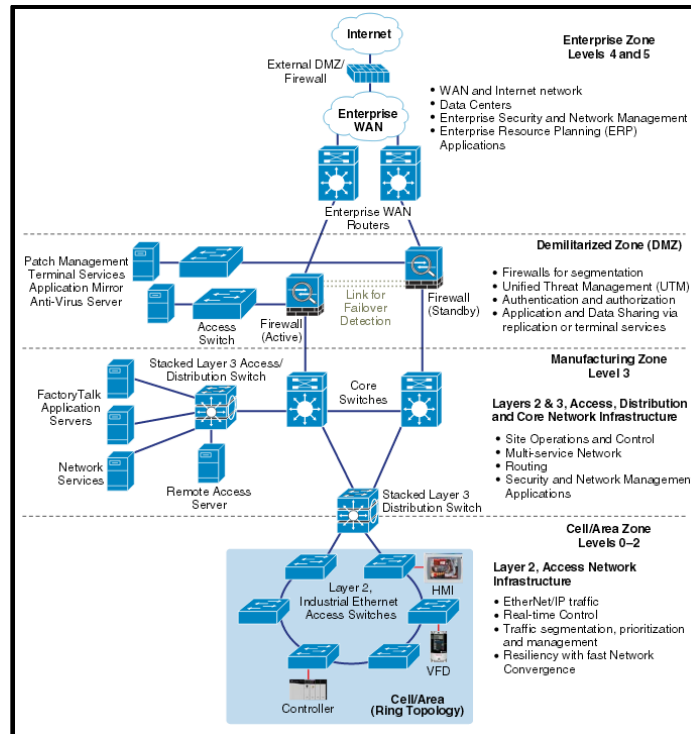 Internet
Enterprise Zone
Levels 4 and 5
External DMZ/
Firewall
Enterprise
WAN
• WAN and Internet network
• Data Centers
• Enterprise Security and Network Management
• Enterprise Resource Planning (ERP)
Applications
Enterprise WAN
Routers
Demilitarized Zone (DMZ)
Patch Management
Terminal Services
Application Mirror
Anti-Virus Server
• Firewalls for segmentation
• Unified Threat Management (UTM)
• Authentication and authorization
• Application and Data Sharing via
replication or terminal services
Link for
Failover
Detection
Firewall
(Standby)
Access
Switch
Firewall
(Active)
Manufacturing Zone
Level 3
Stacked Layer 3 Access/
Distribution Switch
Core
Switches
FactoryTalk
Application
Servers
Layers 2 & 3, Access, Distribution
and Core Network Infrastructure
• Site Operations and Control
• Multi-service Network
• Routing
• Security and Network Management
Applications
Network
Services
Remote Access
Server
Stacked Layer 3
Distribution Switch
Cell/Area Zone
Levels 0–2
Layer 2, Access Network
Infrastructure
• EtherNet/IP traffic
• Real-time Control
• Traffic segmentation, prioritization
and management
• Resiliency with fast Network
Convergence
Layer 2,
Industrial Ethernet
Access Switches
HMI
VFD
Controller
Cell/Area
(Ring Topology)